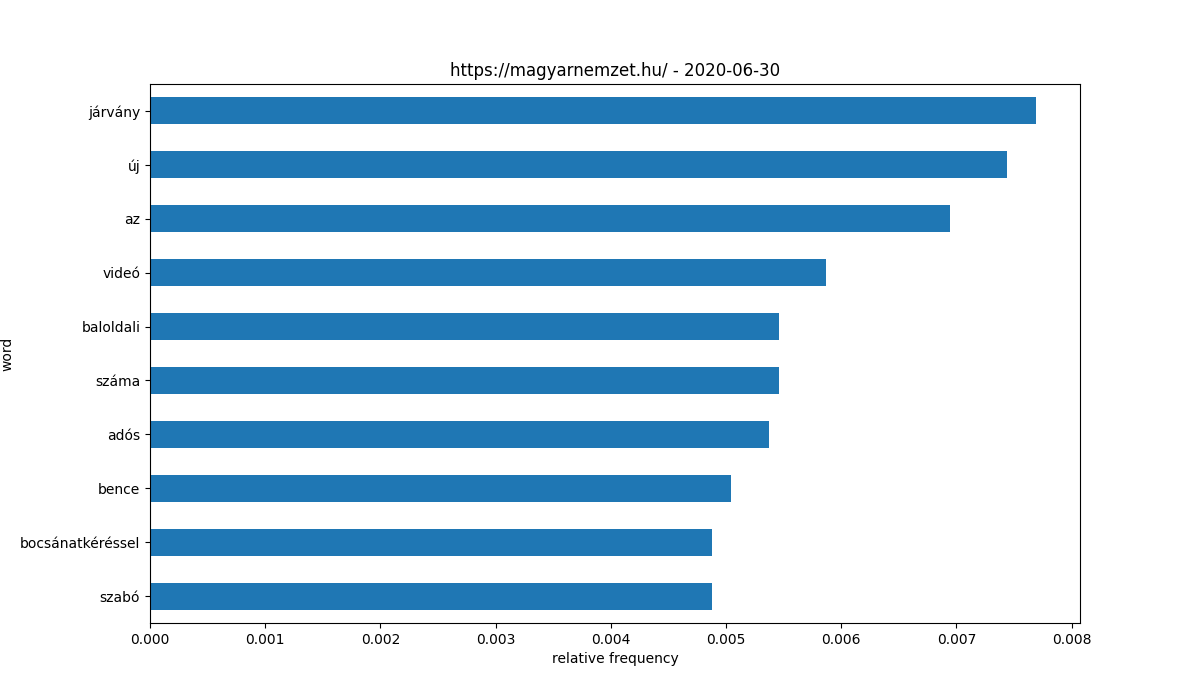 https://magyarnemzet.hu/ - 2020-06-30
járvány
új
az
videó
baloldali
száma
adós
bence
bocsánatkéréssel
szabó
word
0.000 0.001 0.002 0.003 0.004 0.005 0.006 0.007 0.008
relative frequency